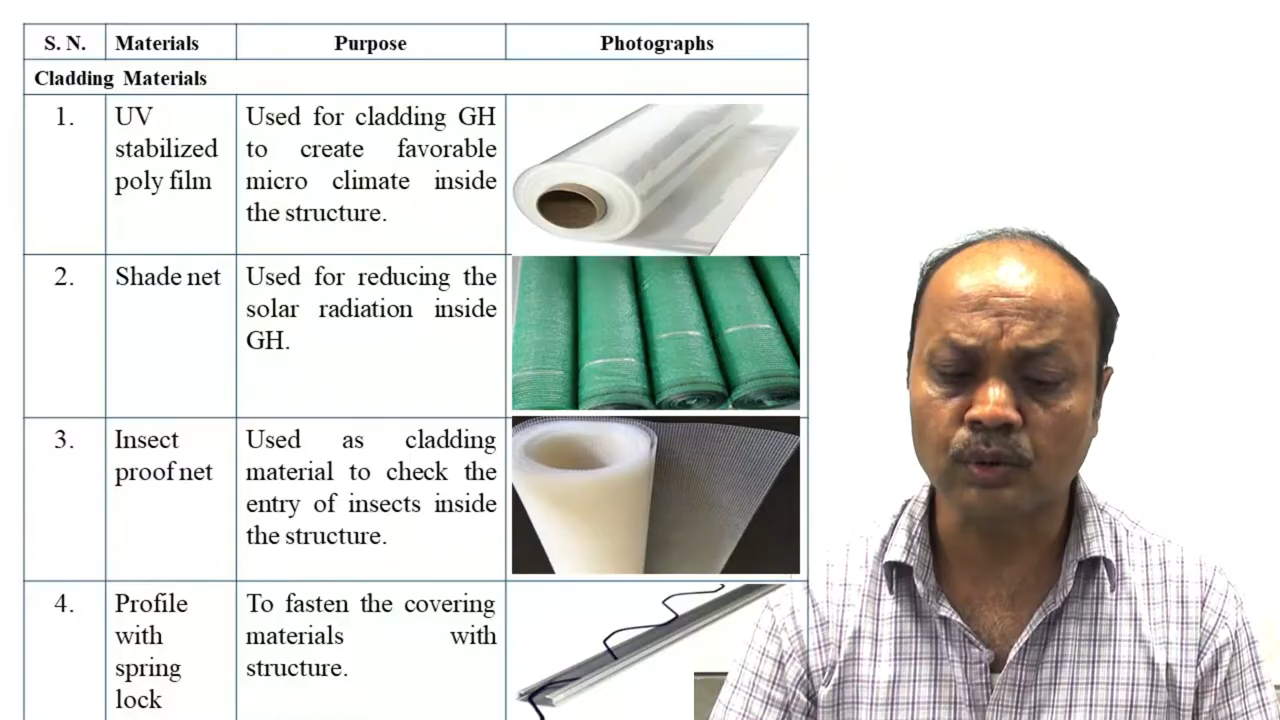 S. N. Materials Purpose Photographs
Cladding Materials
1. UV stabilized poly film Used for cladding GH to create favorable micro climate inside the structure.
2. Shade net Used for reducing the solar radiation inside GH.
3. Insect proof net Used as cladding material to check the entry of insects inside the structure.
4. Profile with spring lock To fasten the covering materials with structure.